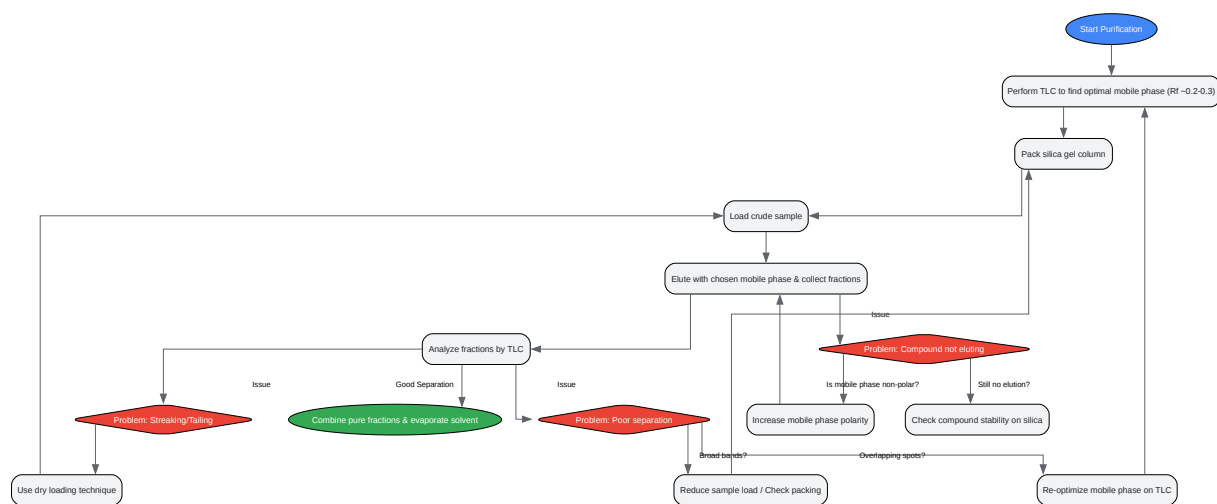 Start Purification
Perform TLC to find optimal mobile phase (Rf ~0.2-0.3)
Pack silica gel column
Load crude sample
Elute with chosen mobile phase & collect fractions
Issue
Analyze fractions by TLC
Problem: Compound not eluting
Issue
Good Separation
Issue
Is mobile phase non-polar?
Still no elution?
Problem: Streaking/Tailing
Combine pure fractions & evaporate solvent
Problem: Poor separation
Increase mobile phase polarity
Check compound stability on silica
Broad bands?
Overlapping spots?
Use dry loading technique
Reduce sample load / Check packing
Re-optimize mobile phase on TLC